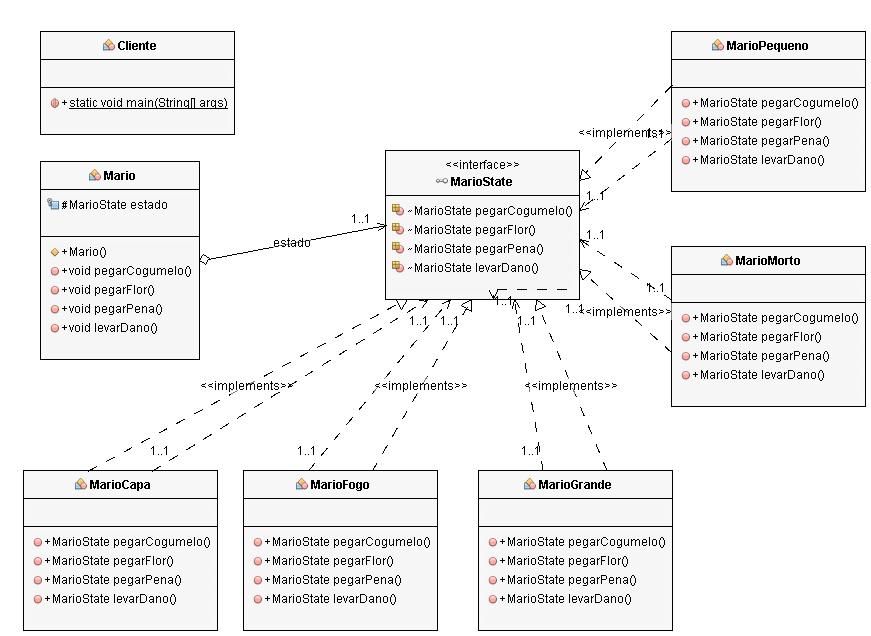 Cliente
+static void main(String[] args)
Mario
#MarioState estado
+Mario()
+void pegarCogumelo()
+void pegarFlor()
+void pegarPena()
+void levarDano()
1..1
estado
<<interface>>
MarioState
~MarioState pegarCogumelo()
~MarioState pegarFlor()
~MarioState pegarPena()
~MarioState levarDano()
1..1
1..1
1..1
1..1
1..1
MarioPequeno
+MarioState pegarCogumelo()
+MarioState pegarFlor()
+MarioState pegarPena()
+MarioState levarDano()
<<implements>>
1..1
1..1
1..1
MarioMorto
+MarioState pegarCogumelo()
+MarioState pegarFlor()
+MarioState pegarPena()
+MarioState levarDano()
1..1
<<implements>>
<<implements>>
<<implements>>
<<implements>>
1..1
1..1
1..1
MarioCapa
+MarioState pegarCogumelo()
+MarioState pegarFlor()
+MarioState pegarPena()
+MarioState levarDano()
MarioFogo
+MarioState pegarCogumelo()
+MarioState pegarFlor()
+MarioState pegarPena()
+MarioState levarDano()
MarioGrande
+MarioState pegarCogumelo()
+MarioState pegarFlor()
+MarioState pegarPena()
+MarioState levarDano()